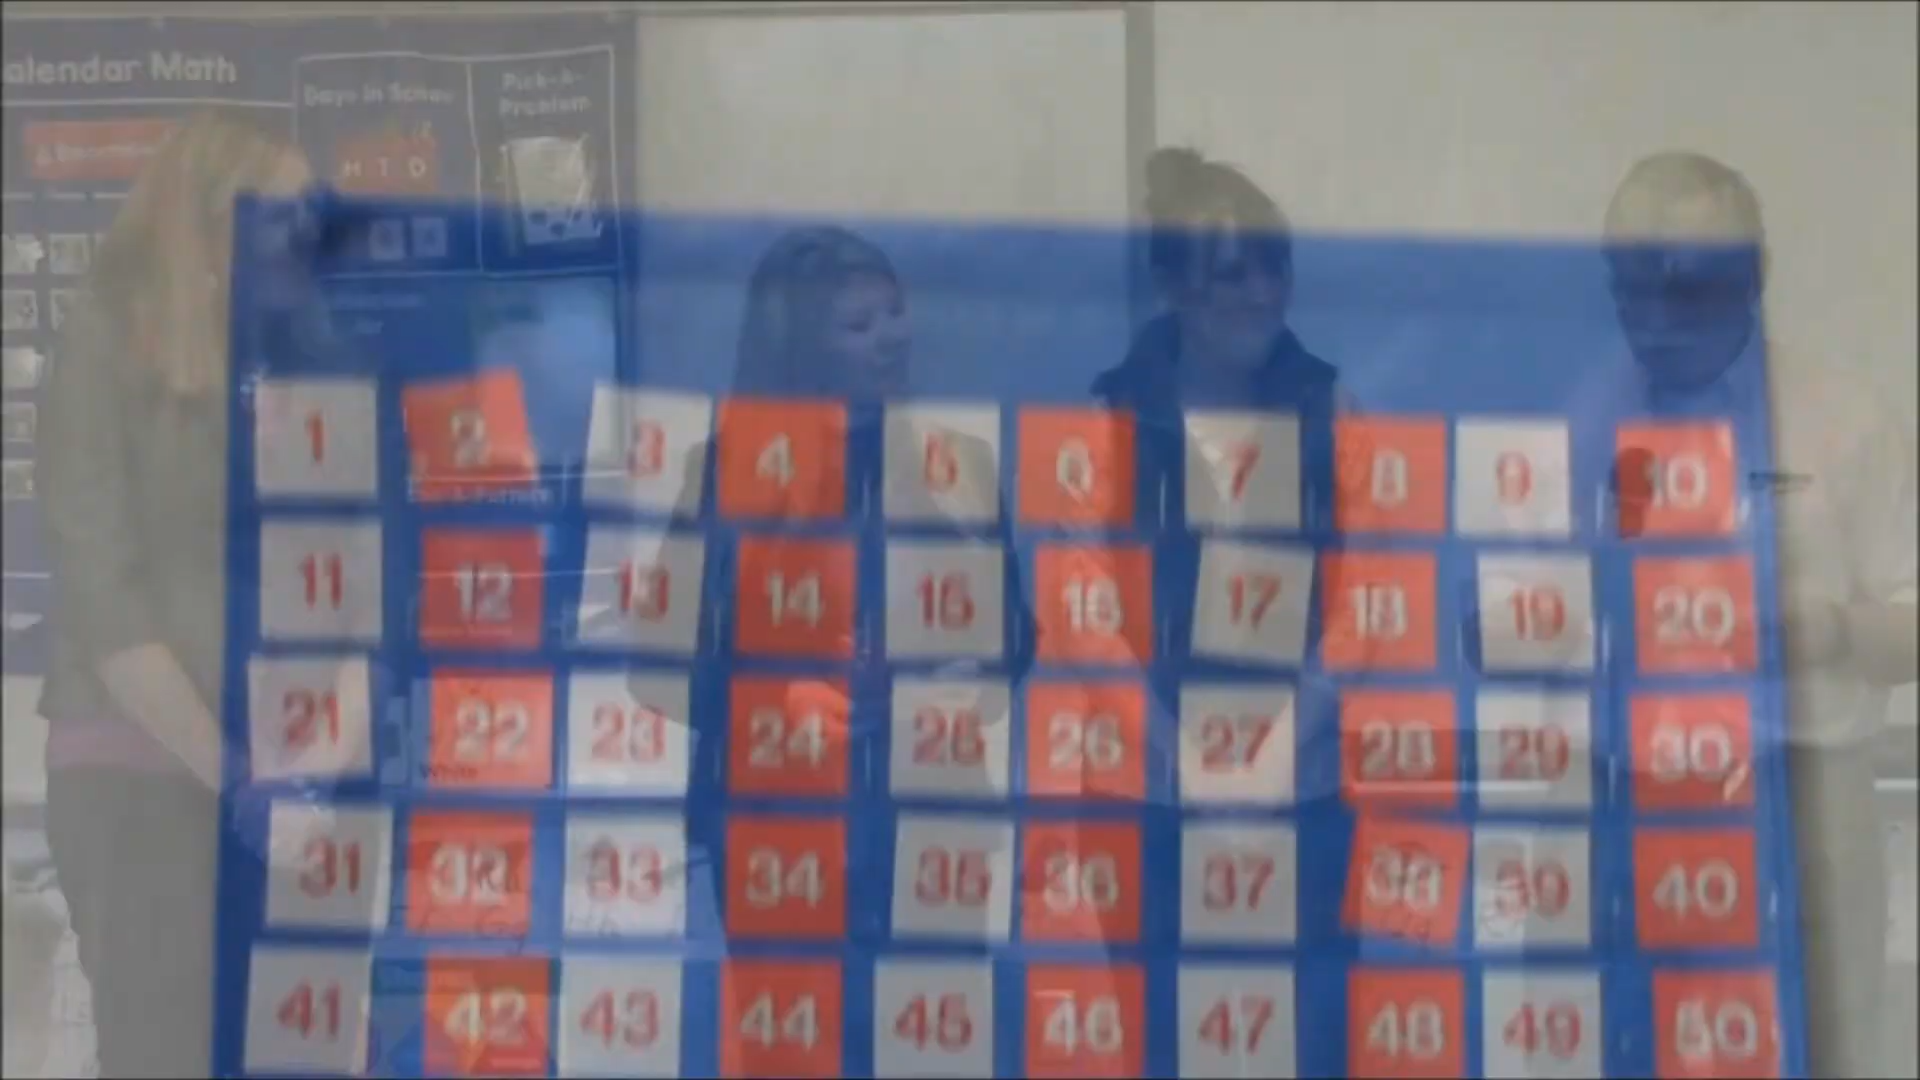 alendar Math
Days in School
Pick-A-
Problem
H T O
1 2 3 4 5 6 7 8 9 10
11 12 13 14 15 16 17 18 19 20
21 22 23 24 25 26 27 28 29 30
White
31 32 33 34 35 36 37 38 39 40
41 42 43 44 45 46 47 48 49 50